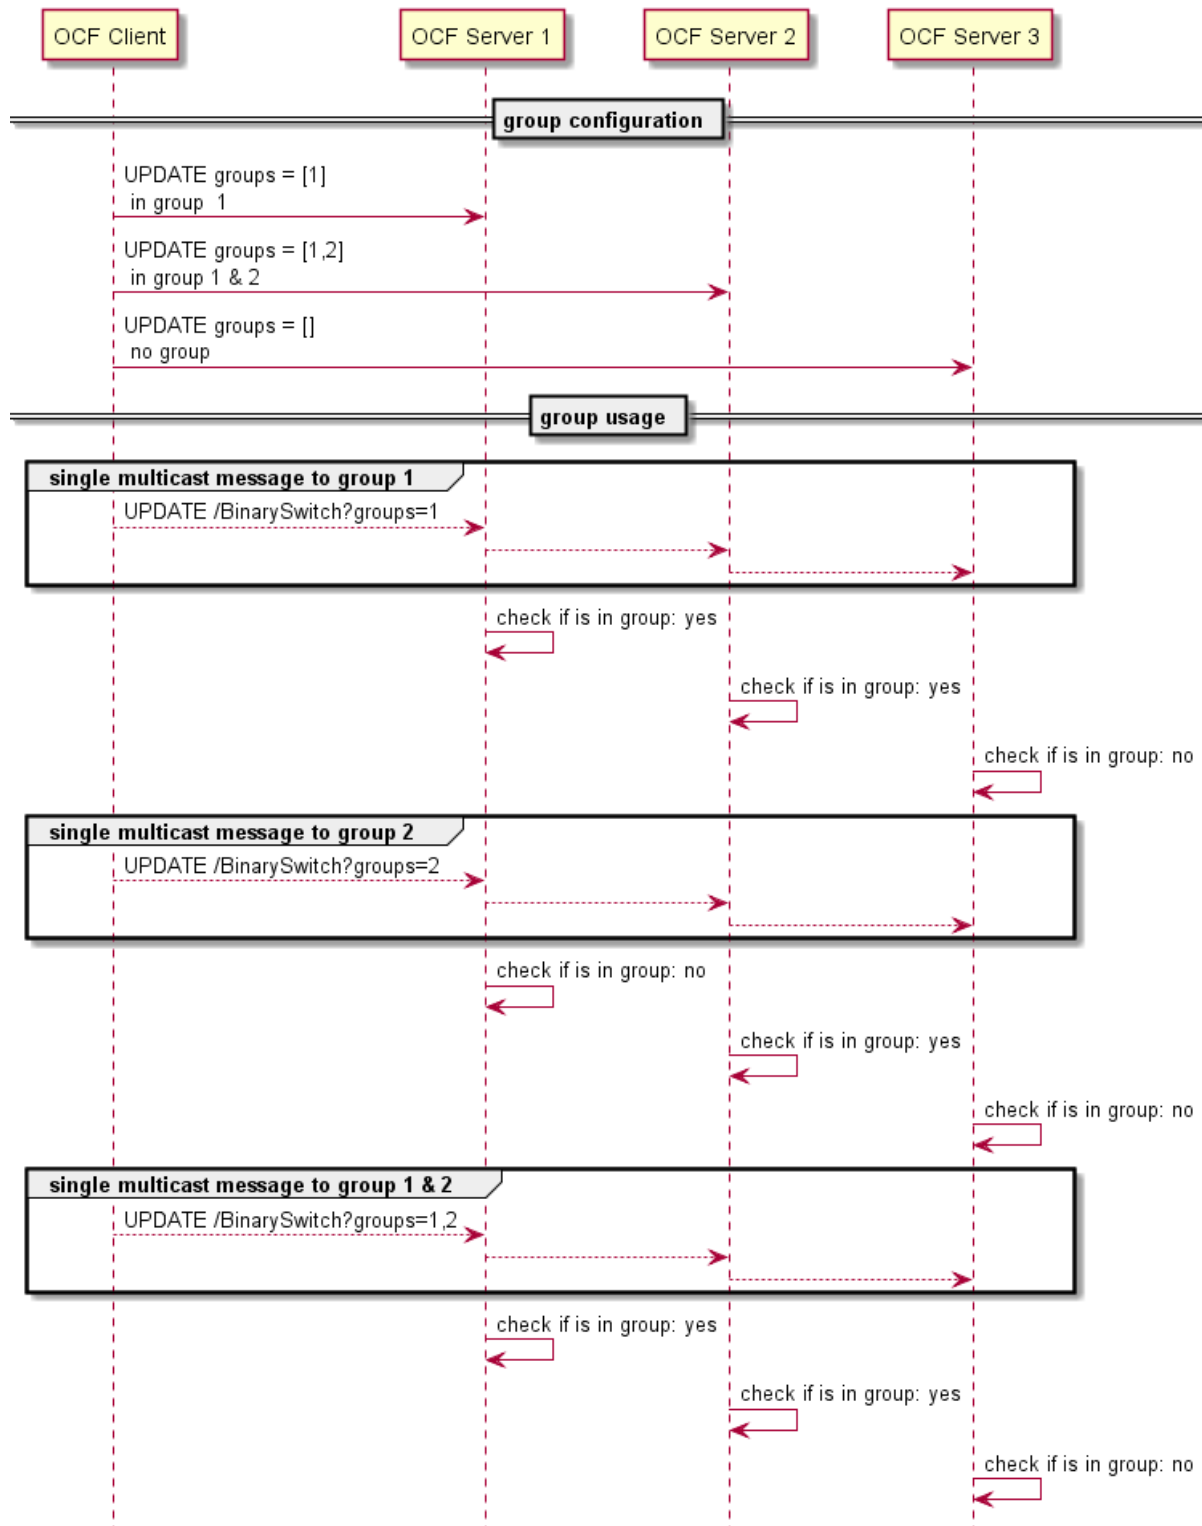 OCF Client
OCF Server 1
OCF Server 2
OCF Server 3
group configuration
UPDATE groups = [1]
in group  1
UPDATE groups = [1,2]
in group 1 & 2
UPDATE groups = []
no group
group usage
single multicast message to group 1
UPDATE /BinarySwitch?groups=1
check if is in group: yes
check if is in group: yes
check if is in group: no
single multicast message to group 2
UPDATE /BinarySwitch?groups=2
check if is in group: no
check if is in group: yes
check if is in group: no
single multicast message to group 1 & 2
UPDATE /BinarySwitch?groups=1,2
check if is in group: yes
check if is in group: yes
check if is in group: no